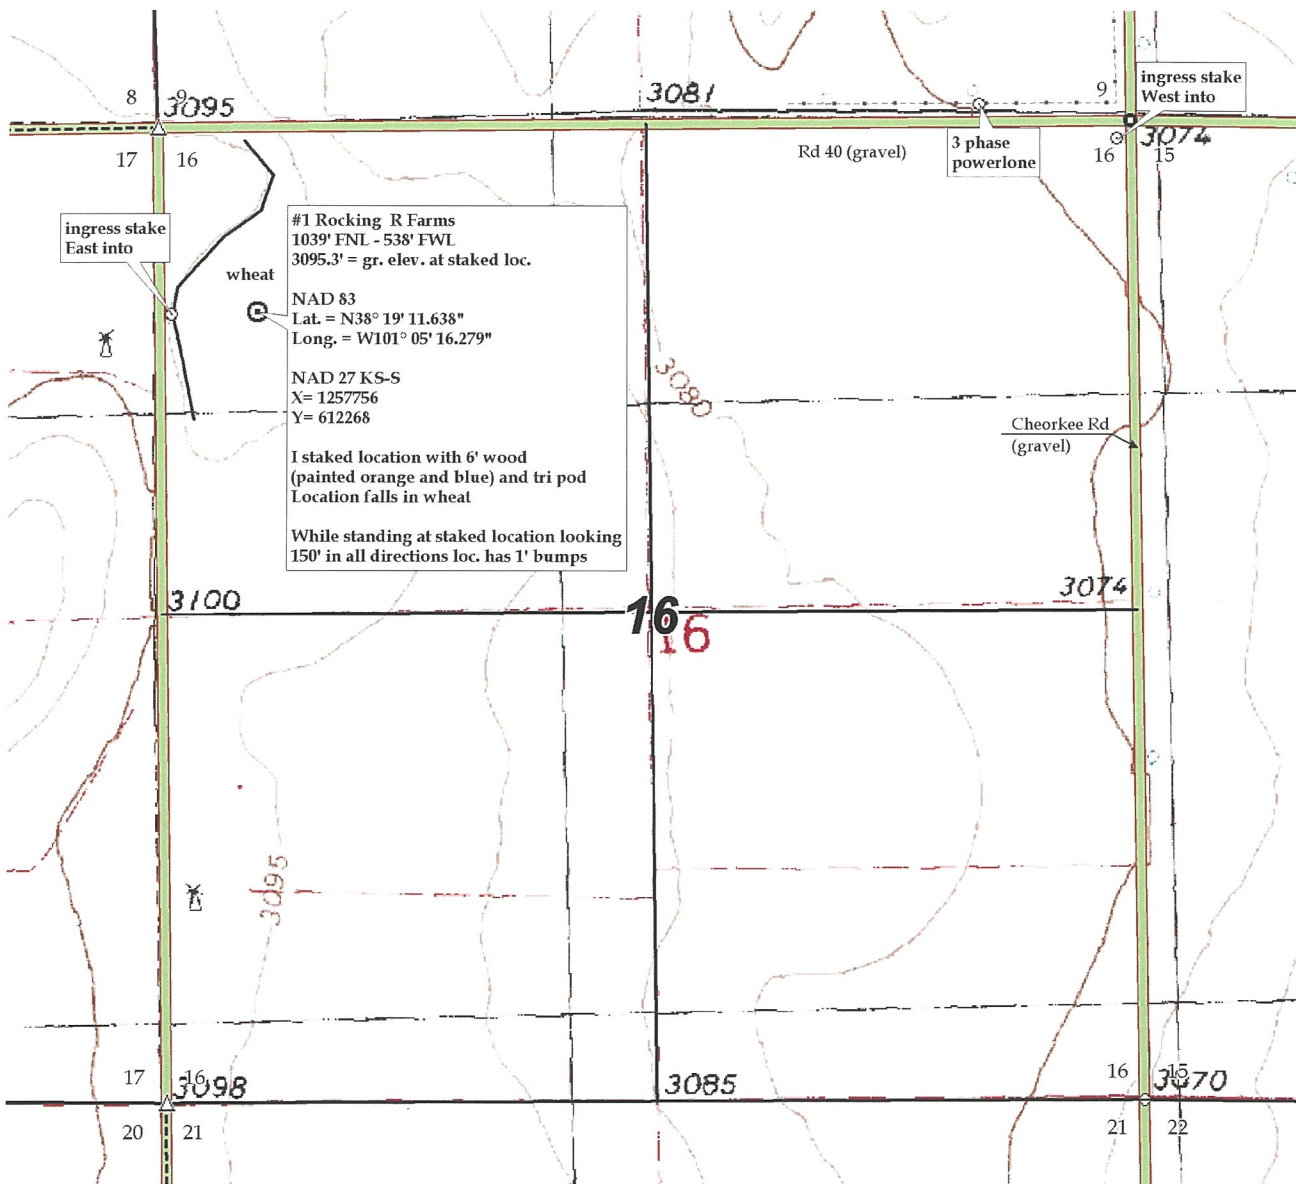 8 9
3095
3081
9
ingress stake
West into
17 16
Rd 40 (gravel)
3 phase
powerlone
3074
16 15
ingress stake
East into
wheat
#1 Rocking R Farms
1039' FNL - 538' FWL
3095.3' = gr. elev. at staked loc.
NAD 83
Lat. = N38° 19' 11.638"
Long. = W101° 05' 16.279"
NAD 27 KS-S
X= 1257756
Y= 612268
I staked location with 6' wood
(painted orange and blue) and tri pod
Location falls in wheat
While standing at staked location looking
150' in all directions loc. has 1' bumps
3080
Cheorkee Rd
(gravel)
3100
16
16
3074
3095
17 16
3098
3085
16 15
3070
20 21
21 22